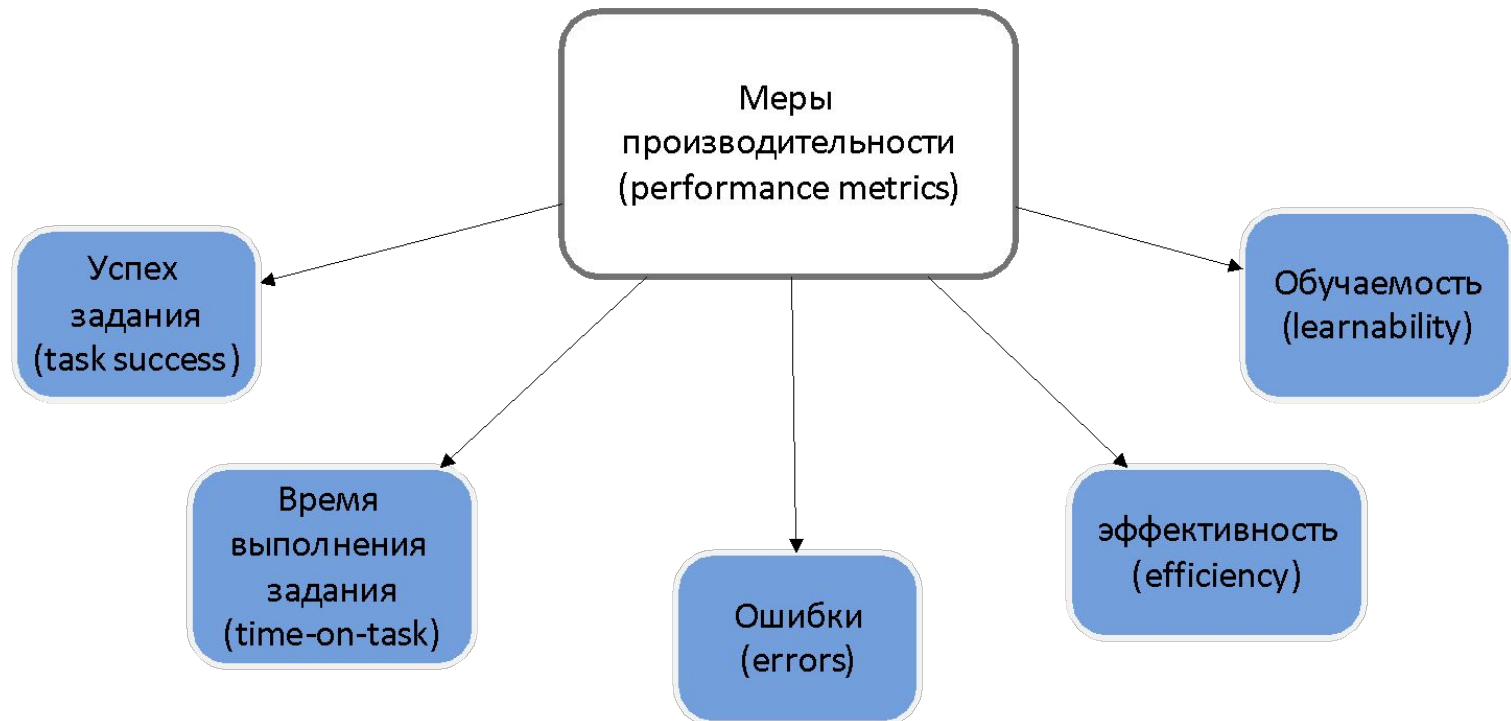 Меры
производительности
(performance metrics)
Успех
задания
(task success)
Время
выполнения
задания
(time-on-task)
Ошибки
(errors)
эффективность
(efficiency)
Обучаемость
(learnability)